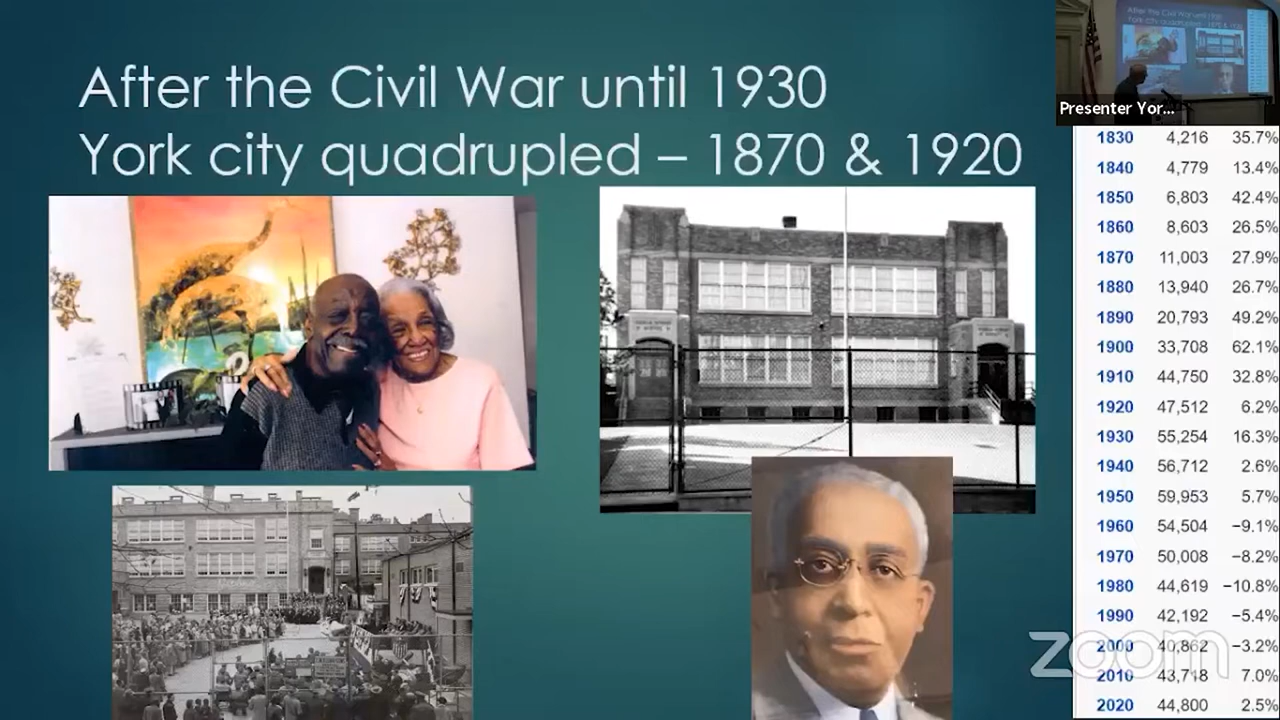 After the Civil War until 1930
York city quadrupled – 1870 & 1920
Presenter Yor...
1830 4,216 35.7%
1840 4,779 13.4%
1850 6,803 42.4%
1860 8,603 26.5%
1870 11,003 27.9%
1880 13,940 26.7%
1890 20,793 49.2%
1900 33,708 62.1%
1910 44,750 32.8%
1920 47,512 6.2%
1930 55,254 16.3%
1940 56,712 2.6%
1950 59,953 5.7%
1960 54,504 −9.1%
1970 50,008 −8.2%
1980 44,619 −10.8%
1990 42,192 −5.4%
2000 40,862 −3.2%
2010 43,718 7.0%
2020 44,800 2.5%
zoom